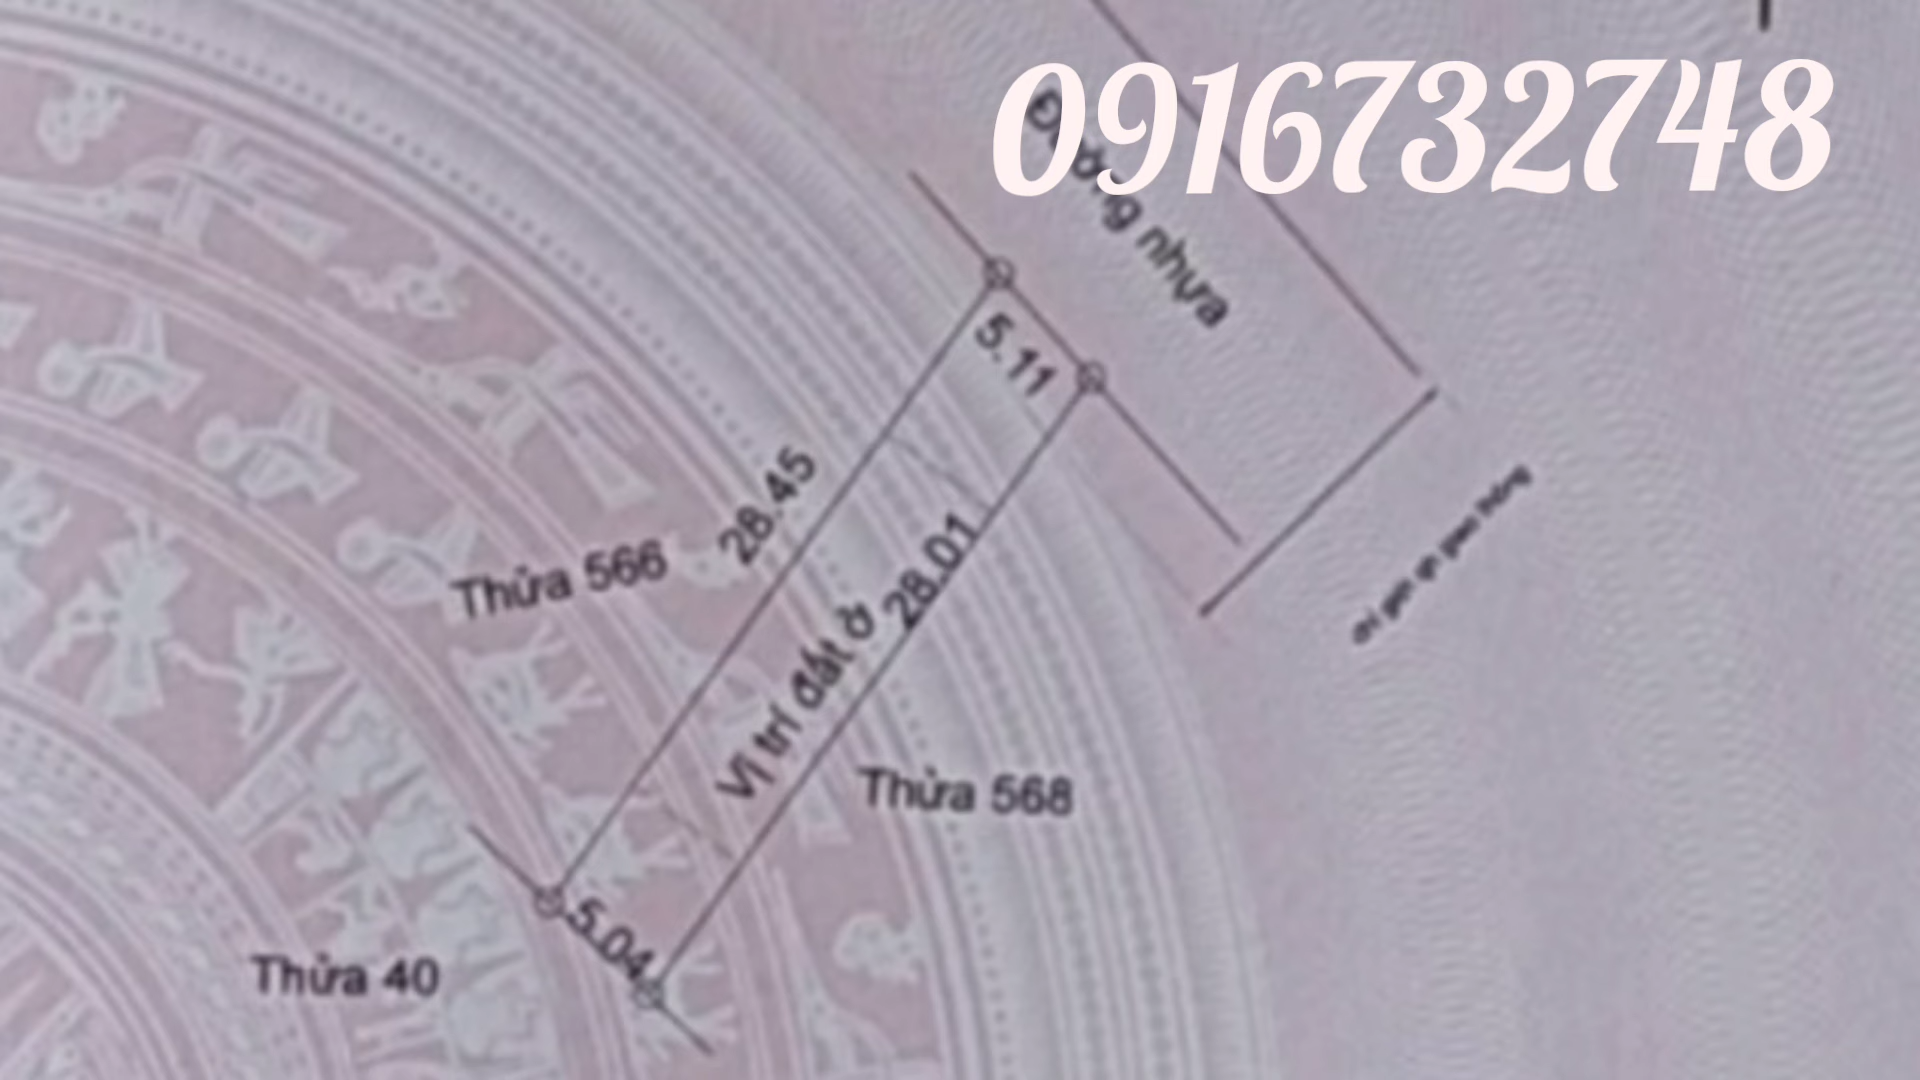 0916732748
Đường nhựa
5.11
28.45
Thửa 566
28.01
Vị trí đất ở
Thửa 568
5.04
Thửa 40